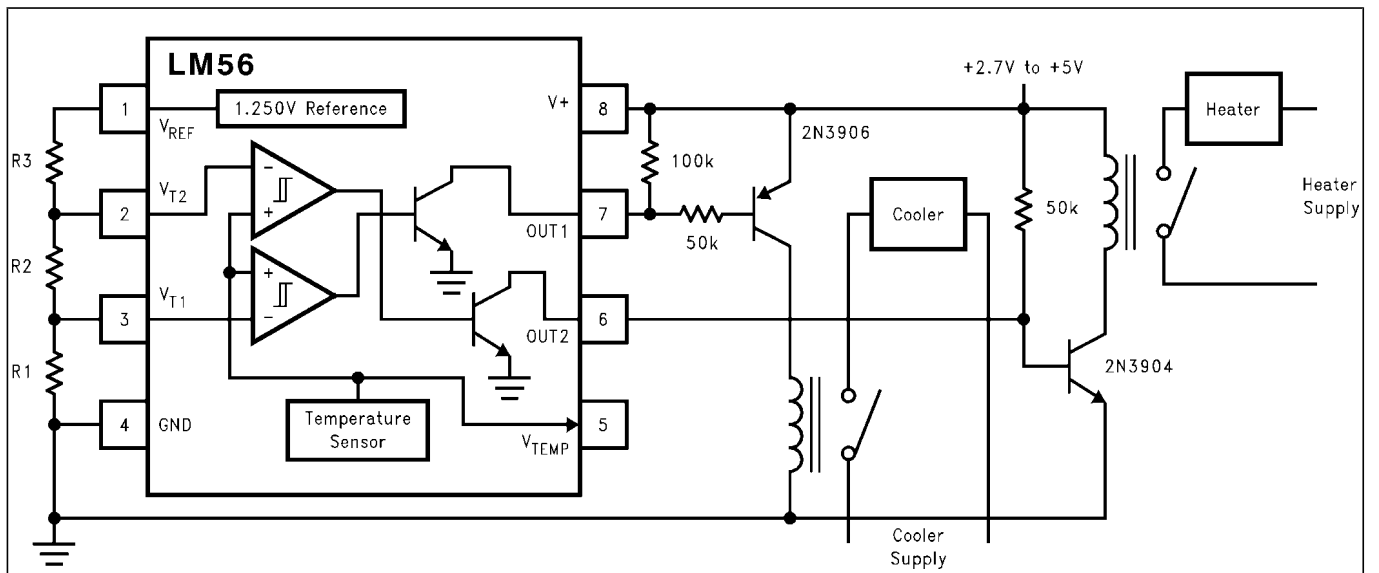 LM56
+2.7V to +5V
1
1.250V Reference
V+
8
2N3906
Heater
VREF
R3
100k
VT2
2
7
Cooler
50k
Heater
Supply
OUT1
50k
R2
VT1
3
6
OUT2
R1
2N3904
4
GND
Temperature
Sensor
5
VTEMP
Cooler
Supply